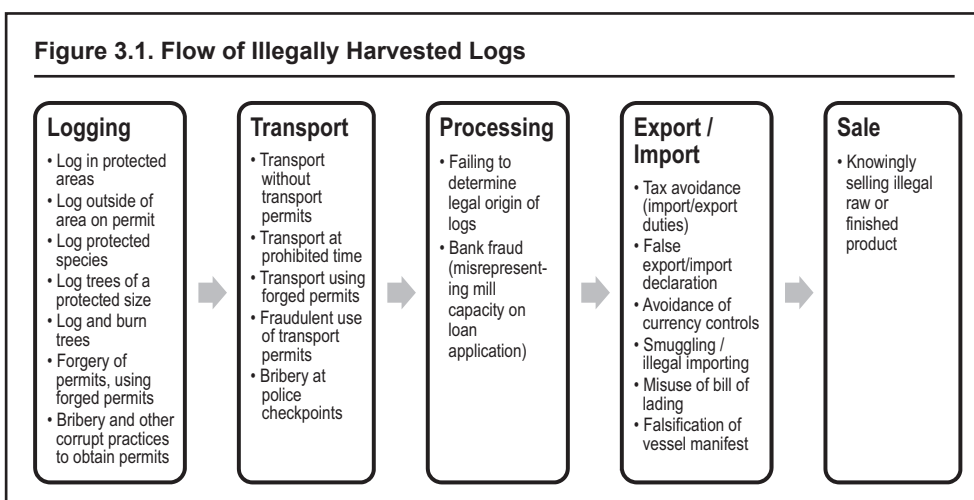 Figure 3.1. Flow of Illegally Harvested Logs
Logging
• Log in protected
areas
• Log outside of
area on permit
• Log protected
species
• Log trees of a
protected size
• Log and burn
trees
• Forgery of
permits, using
forged permits
• Bribery and other
corrupt practices
to obtain permits
Transport
• Transport
without
transport
permits
• Transport at
prohibited time
• Transport using
forged permits
• Fraudulent use
of transport
permits
• Bribery at
police
checkpoints
Processing
• Failing to
determine
legal origin of
logs
• Bank fraud
(misrepresent-
ing mill
capacity on
loan
application)
Export /
Import
• Tax avoidance
(import/export
duties)
• False
export/import
declaration
• Avoidance of
currency controls
• Smuggling /
illegal importing
• Misuse of bill of
lading
• Falsification of
vessel manifest
Sale
• Knowingly
selling illegal
raw or
finished
product